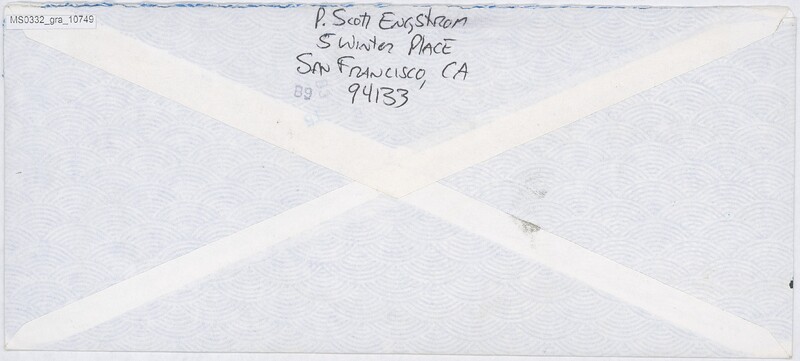 MS0332_gra_10749
P. Scott Engstrom
5 Winter Place
San Francisco, CA
94133